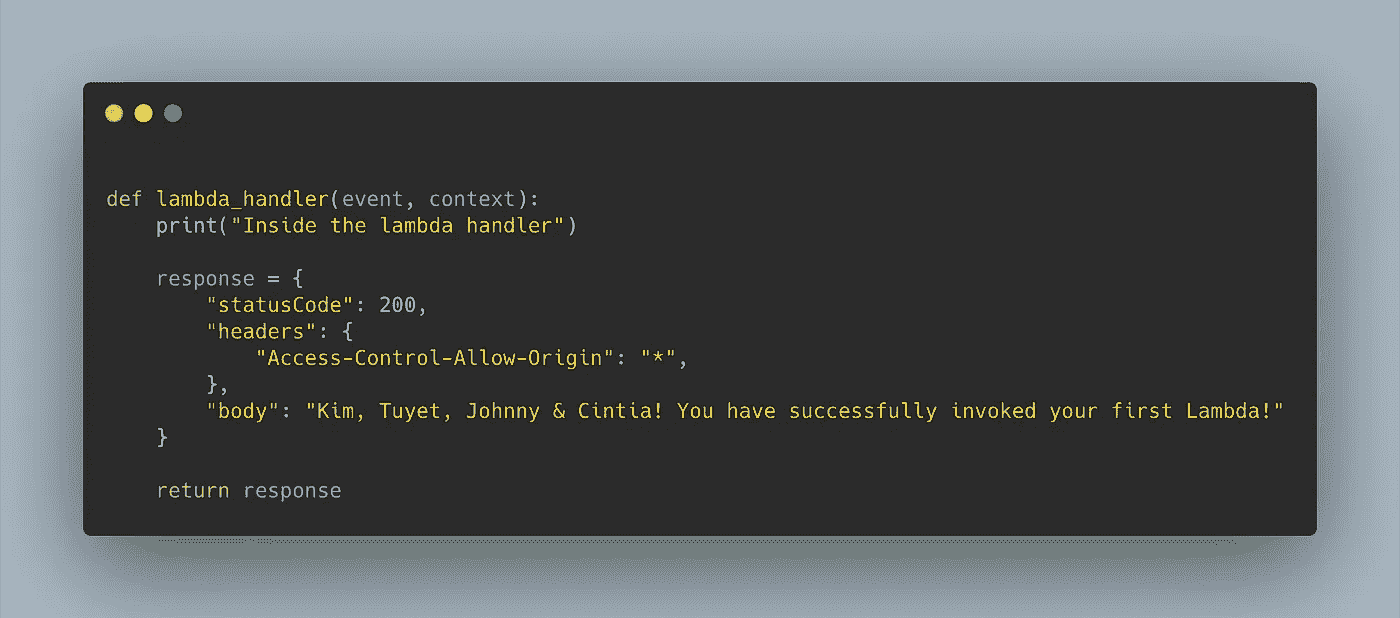 def lambda_handler(event, context):
    print("Inside the lambda handler")
    response = {
        "statusCode": 200,
        "headers": {
            "Access-Control-Allow-Origin": "*",
        },
        "body": "Kim, Tuyet, Johnny & Cintia! You have successfully invoked your first Lambda!"
    }
    return response